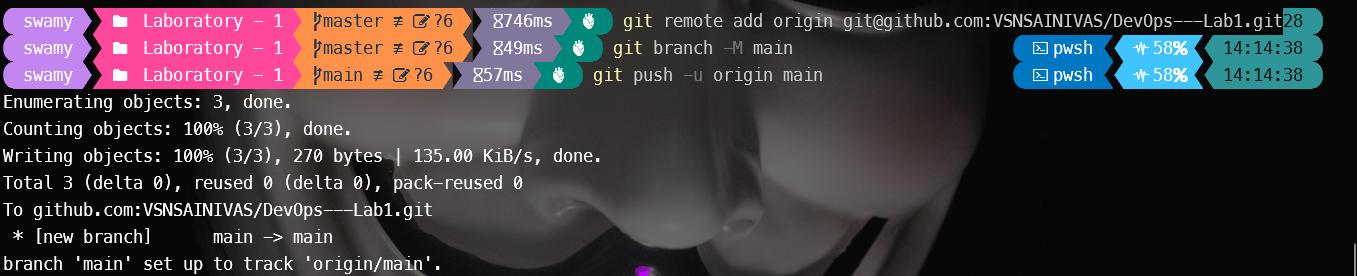 swamy Laboratory - 1 master ≢ ?6 746ms git remote add origin git@github.com:VSNSAINIVAS/DevOps---Lab1.git28
swamy Laboratory - 1 master ≢ ?6 49ms git branch -M main pwsh 58% 14:14:38
swamy Laboratory - 1 main ≢ ?6 57ms git push -u origin main pwsh 58% 14:14:38
Enumerating objects: 3, done.
Counting objects: 100% (3/3), done.
Writing objects: 100% (3/3), 270 bytes | 135.00 KiB/s, done.
Total 3 (delta 0), reused 0 (delta 0), pack-reused 0
To github.com:VSNSAINIVAS/DevOps---Lab1.git
* [new branch] main -> main
branch 'main' set up to track 'origin/main'.